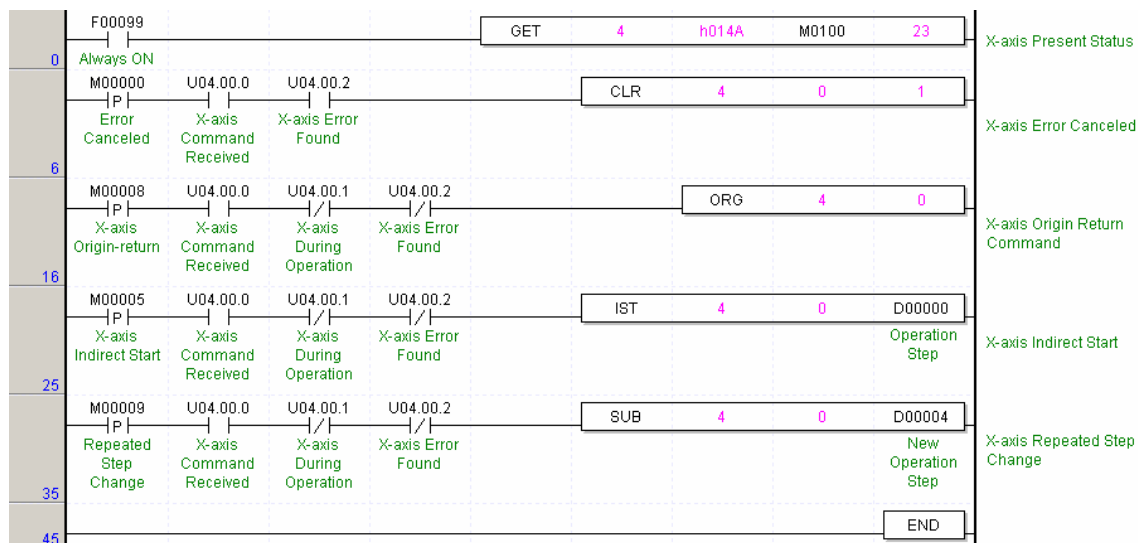 F00099
GET 4 h014A M0100 23
X-axis Present Status
0 Always ON
M00000 U04.00.0 U04.00.2
P
CLR 4 0 1
Error X-axis X-axis Error
Canceled Command Found
Received
X-axis Error Canceled
6
M00008 U04.00.0 U04.00.1 U04.00.2
P
ORG 4 0
X-axis X-axis X-axis X-axis Error
Origin-return Command During Found
Received Operation
X-axis Origin Return
Command
16
M00005 U04.00.0 U04.00.1 U04.00.2
P
IST 4 0 D00000
X-axis X-axis X-axis X-axis Error Operation
Indirect Start Command During Found Step
Received Operation
X-axis Indirect Start
25
M00009 U04.00.0 U04.00.1 U04.00.2
P
SUB 4 0 D00004
Repeated X-axis X-axis X-axis Error New
Step Command During Found Operation
Change Received Operation Step
X-axis Repeated Step
Change
35
END
45